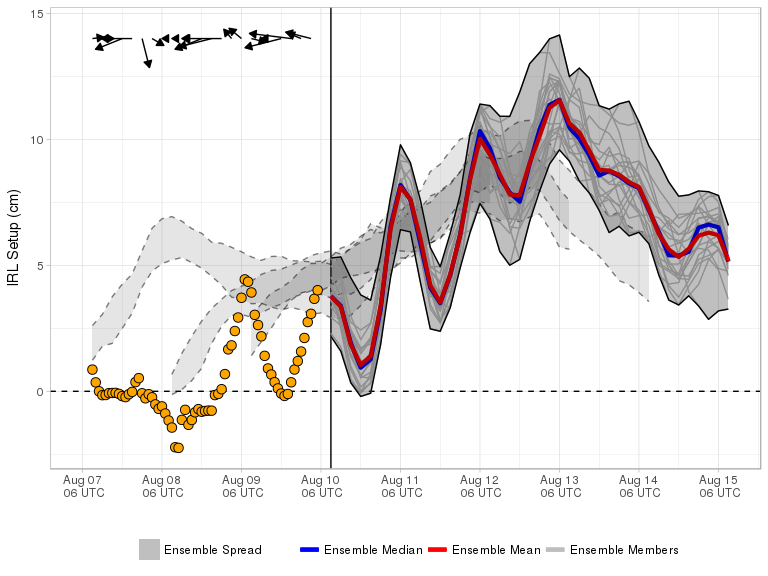 15
10
5
0
IRL Setup (cm)
Aug 07 Aug 08 Aug 09 Aug 10 Aug 11 Aug 12 Aug 13 Aug 14 Aug 15
06 UTC 06 UTC 06 UTC 06 UTC 06 UTC 06 UTC 06 UTC 06 UTC 06 UTC
Ensemble Spread Ensemble Median Ensemble Mean Ensemble Members